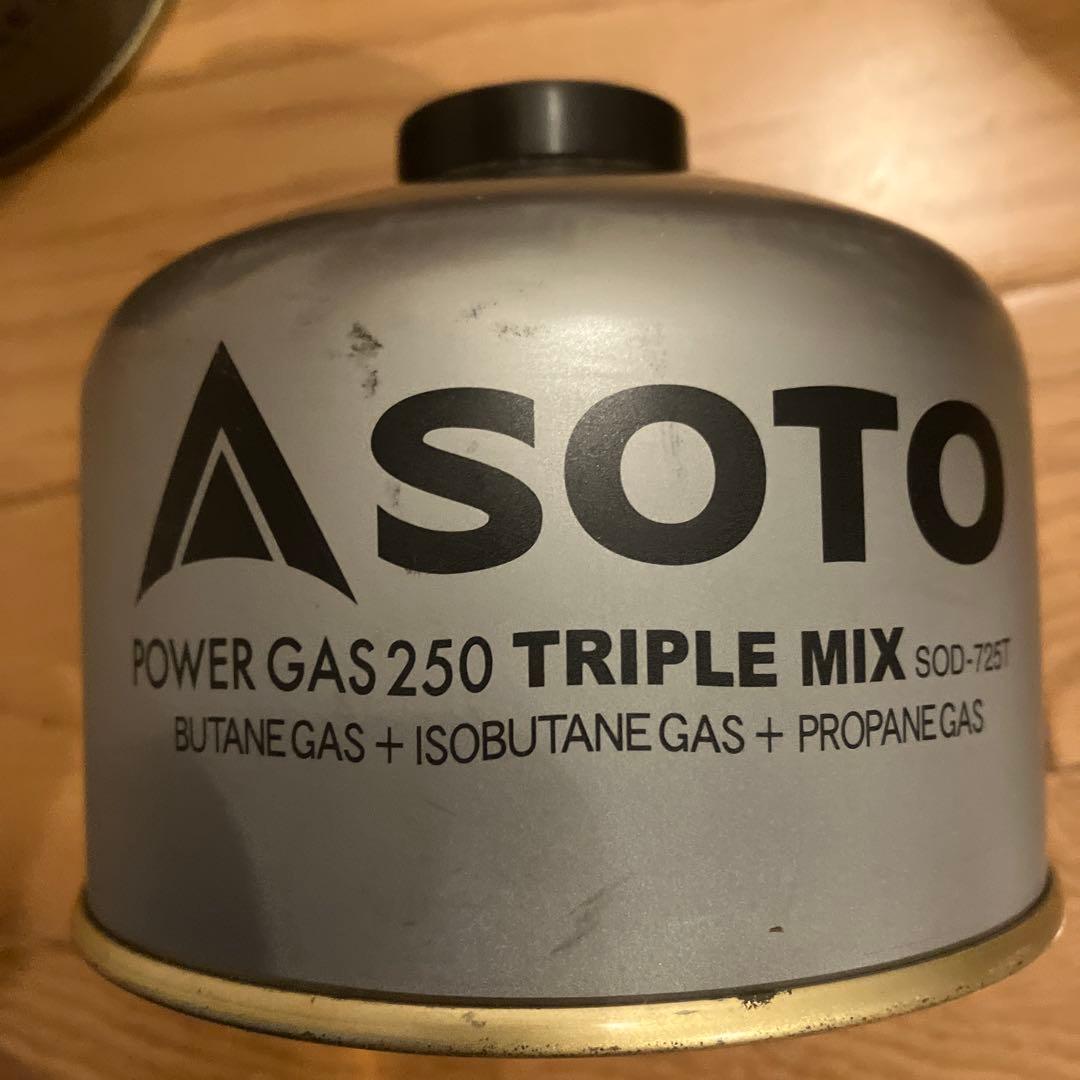 SOTO
POWER GAS 250 TRIPLE MIX SOD-725T
BUTANE GAS + ISOBUTANE GAS + PROPANE GAS